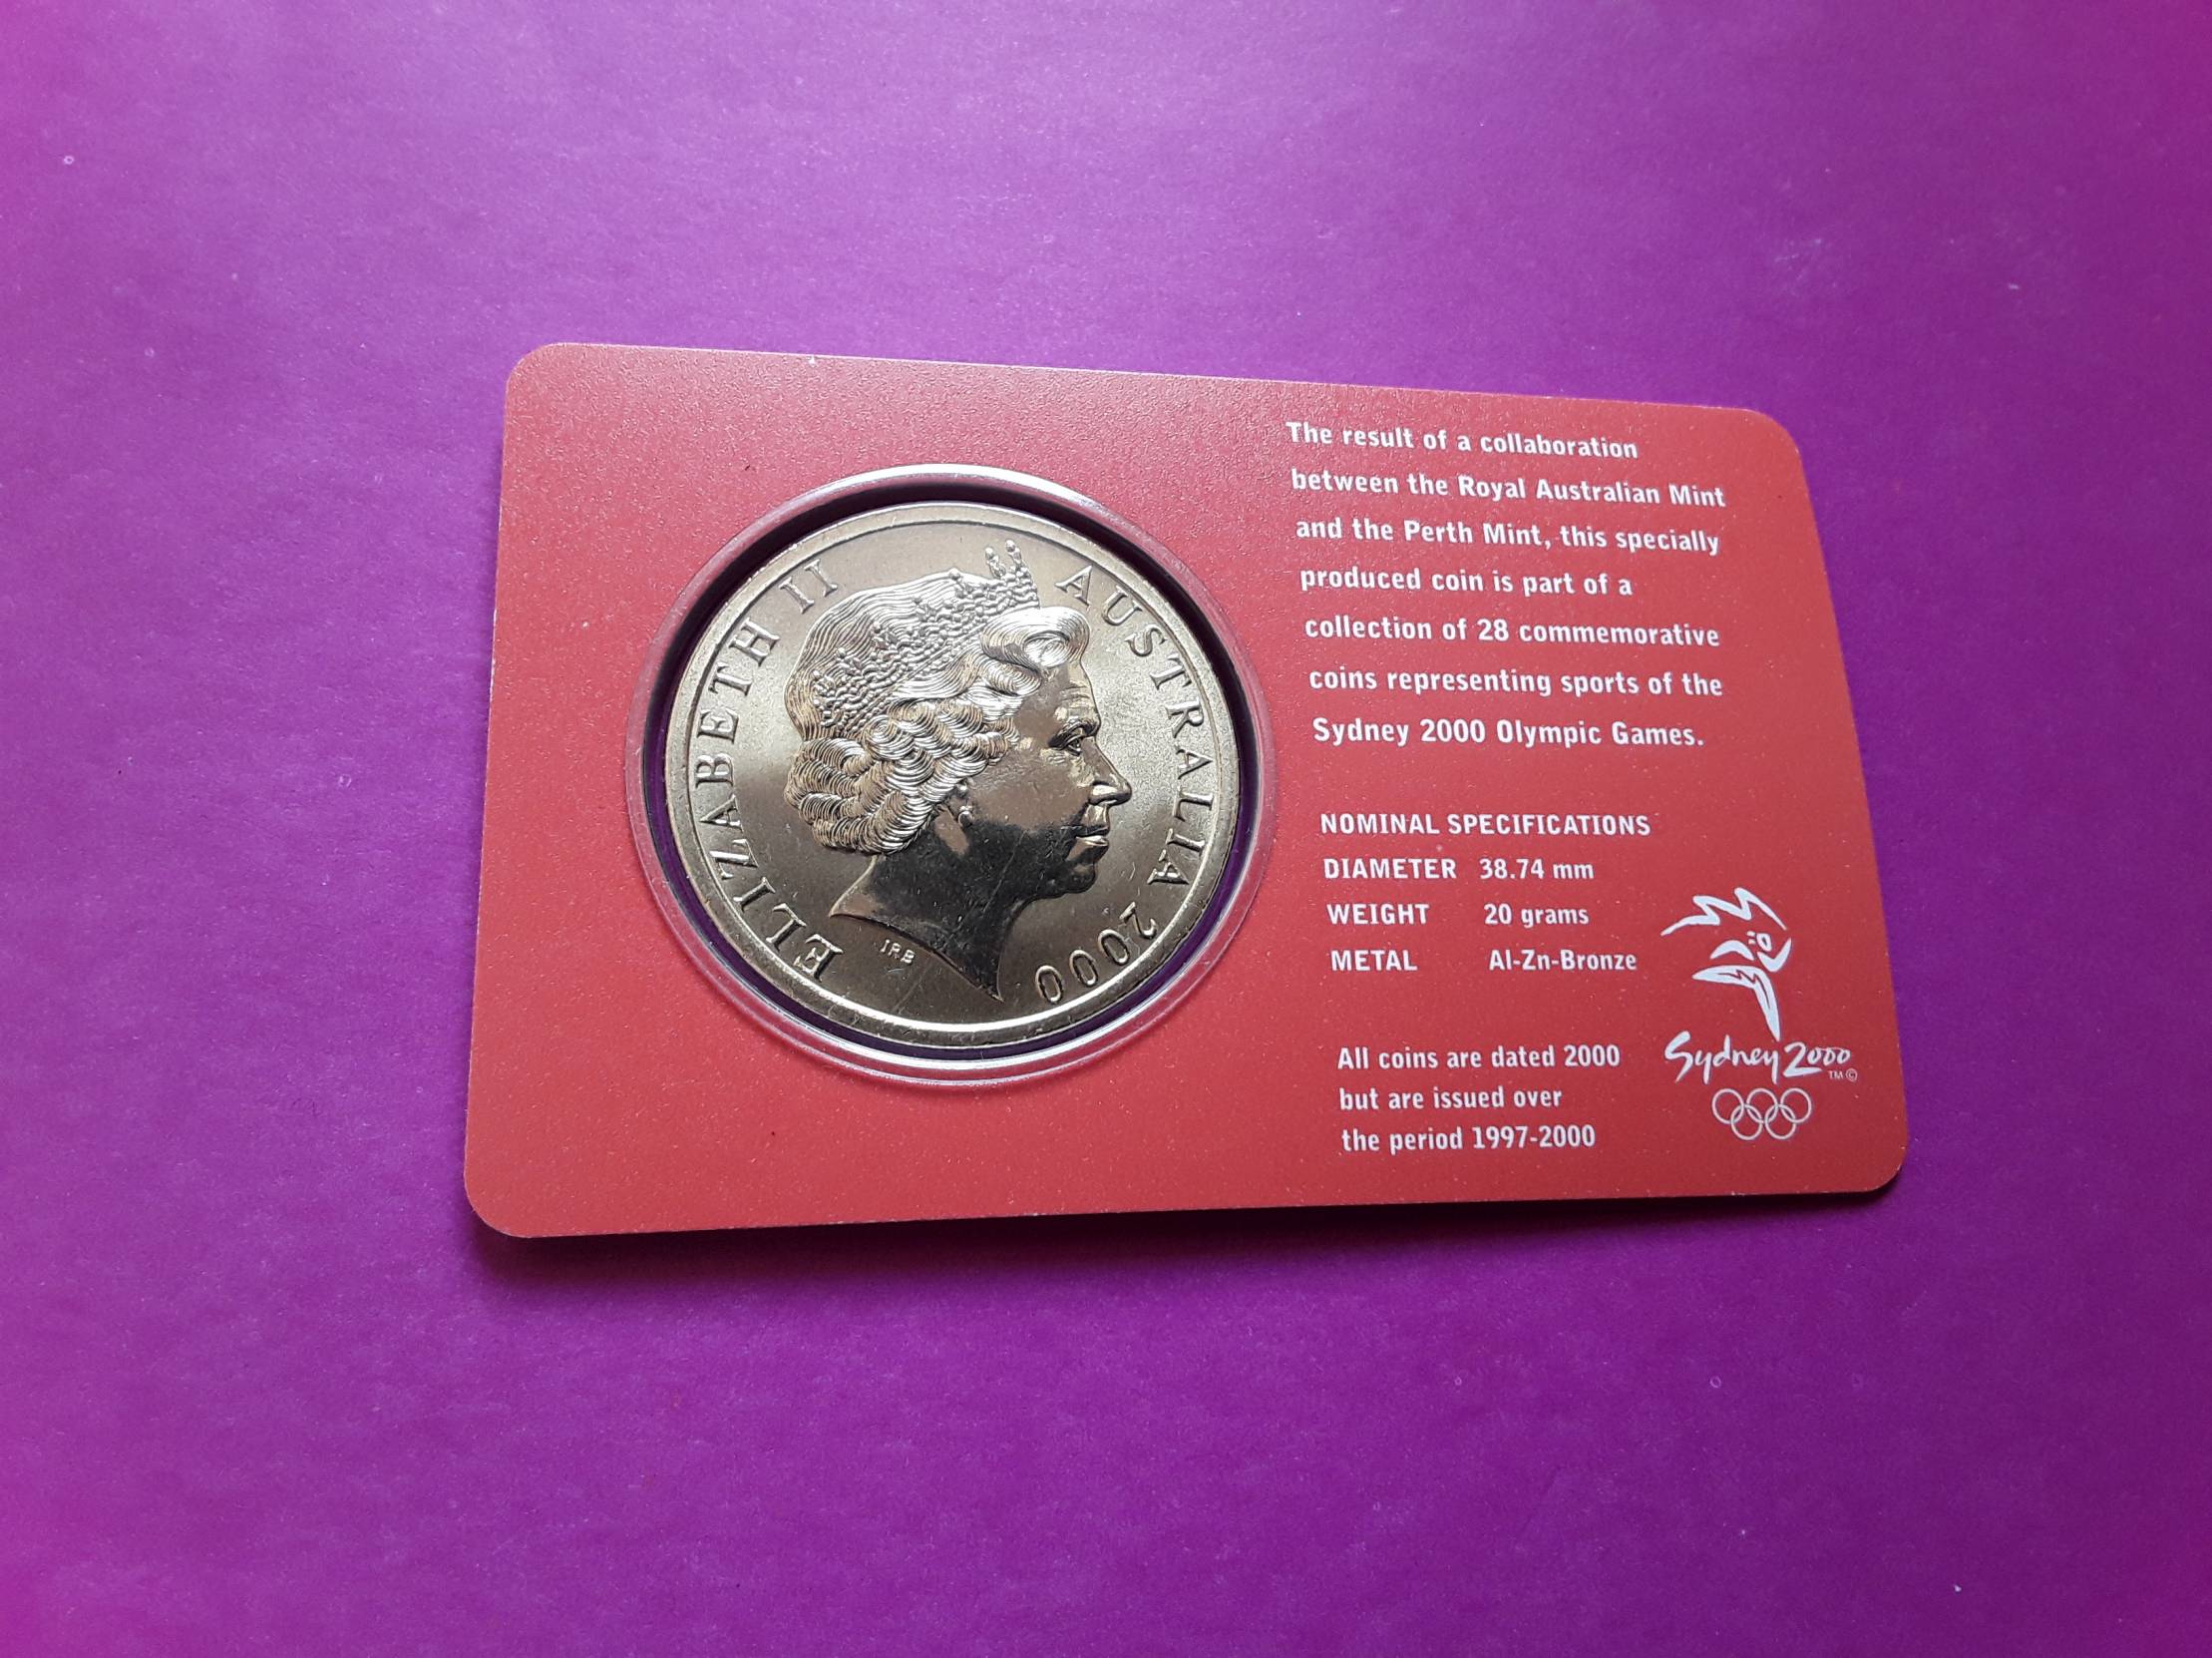 ELIZABETH II AUSTRALIA 2000
IRB
The result of a collaboration
between the Royal Australian Mint
and the Perth Mint, this specially
produced coin is part of a
collection of 28 commemorative
coins representing sports of the
Sydney 2000 Olympic Games.
NOMINAL SPECIFICATIONS
DIAMETER 38.74 mm
WEIGHT 20 grams
METAL Al-Zn-Bronze
All coins are dated 2000
but are issued over
the period 1997-2000
Sydney 2000
TM©